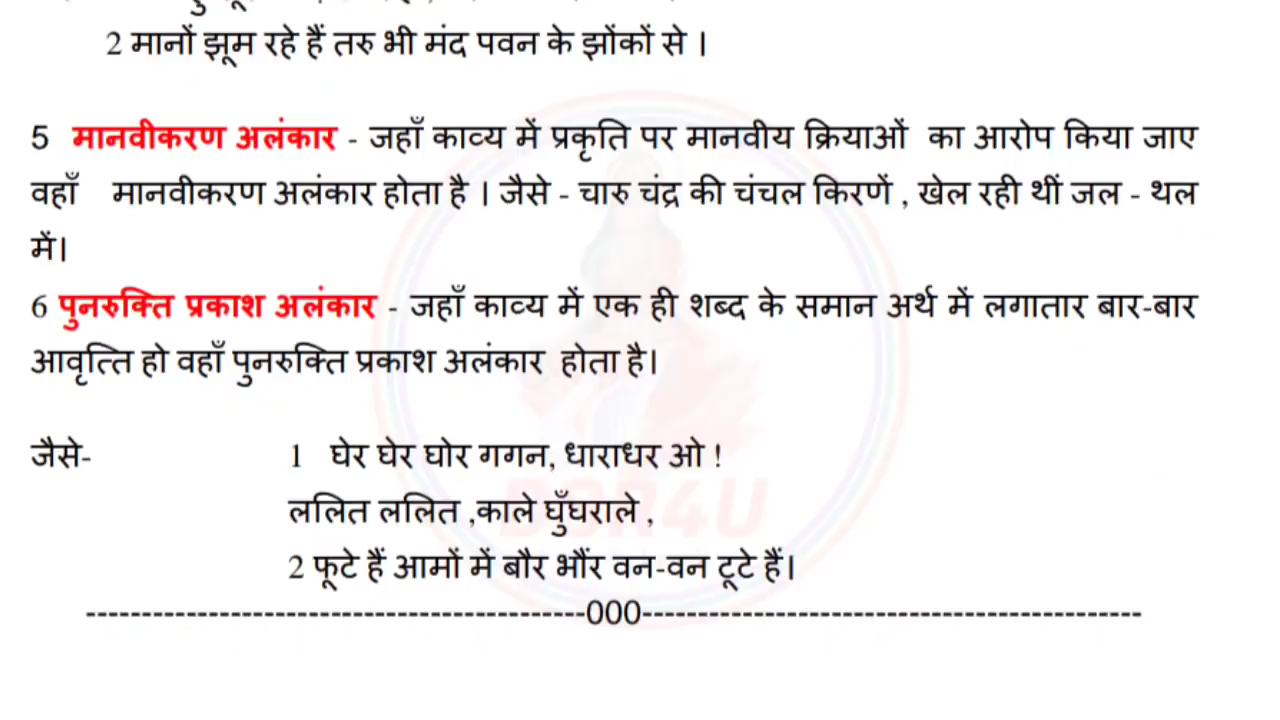 2 मानों झूम रहे हैं तरु भी मंद पवन के झोंकों से ।
5 मानवीकरण अलंकार - जहाँ काव्य में प्रकृति पर मानवीय क्रियाओं का आरोप किया जाए
वहाँ मानवीकरण अलंकार होता है । जैसे - चारु चंद्र की चंचल किरणें , खेल रही थीं जल - थल
में।
6 पुनरुक्ति प्रकाश अलंकार - जहाँ काव्य में एक ही शब्द के समान अर्थ में लगातार बार-बार
आवृत्ति हो वहाँ पुनरुक्ति प्रकाश अलंकार होता है।
जैसे- 1 घेर घेर घोर गगन, धाराधर ओ !
ललित ललित ,काले घुँघराले ,
2 फूटे हैं आमों में बौर भौंर वन-वन टूटे हैं।
--------------------------------------------000---------------------------------------------